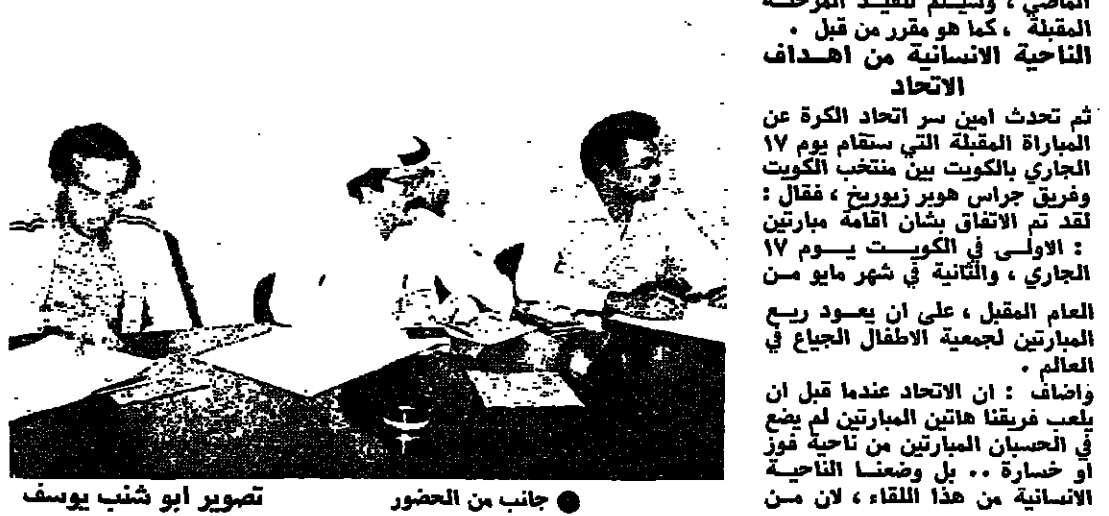 الماضي ، وسيتم تنفيذ المرحلة
المقبلة ، كما هو مقرر من قبل .
الناحية الانسانية من اهداف
الاتحاد
ثم تحدث امين سر اتحاد الكرة عن
المباراة المقبلة التي ستقام يوم ١٧
الجاري بالكويت بين منتخب الكويت
وفريق جراس هوبر زيوريخ ، فقال :
لقد تم الاتفاق بشان اقامة مبارتين
: الاولى في الكويت يوم ١٧
الجاري ، والثانية في شهر مايو من
العام المقبل ، على ان يعود ريع
المبارتين لجمعية الاطفال الجياع في
العالم .
واضاف : ان الاتحاد عندما قبل ان
يلعب فريقنا هاتين المبارتين لم يضع
في الحسبان المبارتين من ناحية فوز
او خسارة .. بل وضعنا الناحية
الانسانية من هذا اللقاء ، لان من
جانب من الحضور
تصوير ابو شنب يوسف